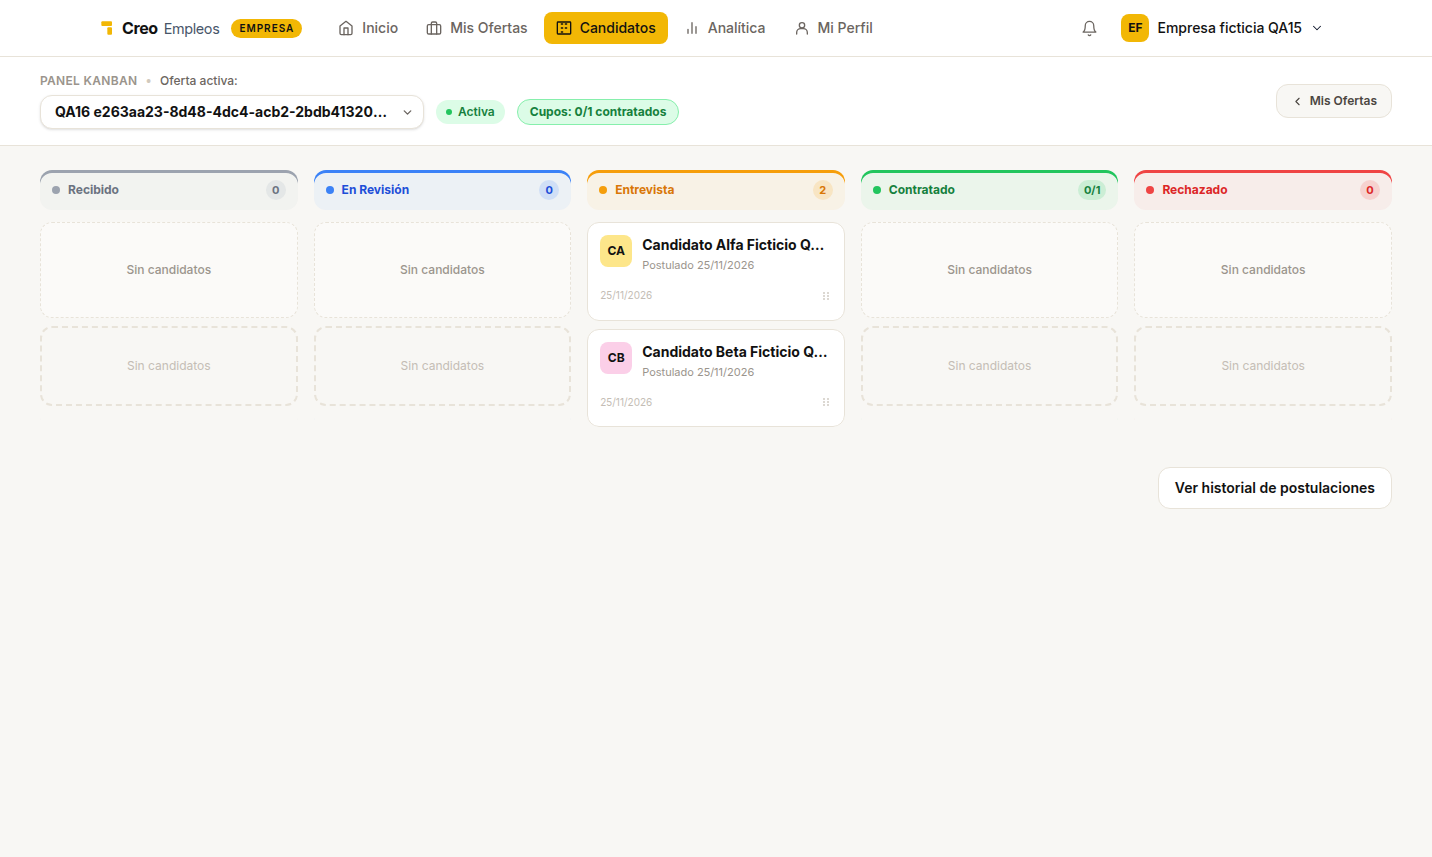 Creo Empleos EMPRESA Inicio Mis Ofertas Candidatos Analítica Mi Perfil EF Empresa ficticia QA15
PANEL KANBAN • Oferta activa:
QA16 e263aa23-8d48-4dc4-acb2-2bdb41320... Activa Cupos: 0/1 contratados Mis Ofertas
Recibido 0 En Revisión 0 Entrevista 2 Contratado 0/1 Rechazado 0
CA Candidato Alfa Ficticio Q...
Postulado 25/11/2026
Sin candidatos Sin candidatos Sin candidatos Sin candidatos
25/11/2026
CB Candidato Beta Ficticio Q...
Postulado 25/11/2026
Sin candidatos Sin candidatos Sin candidatos Sin candidatos
25/11/2026
Ver historial de postulaciones